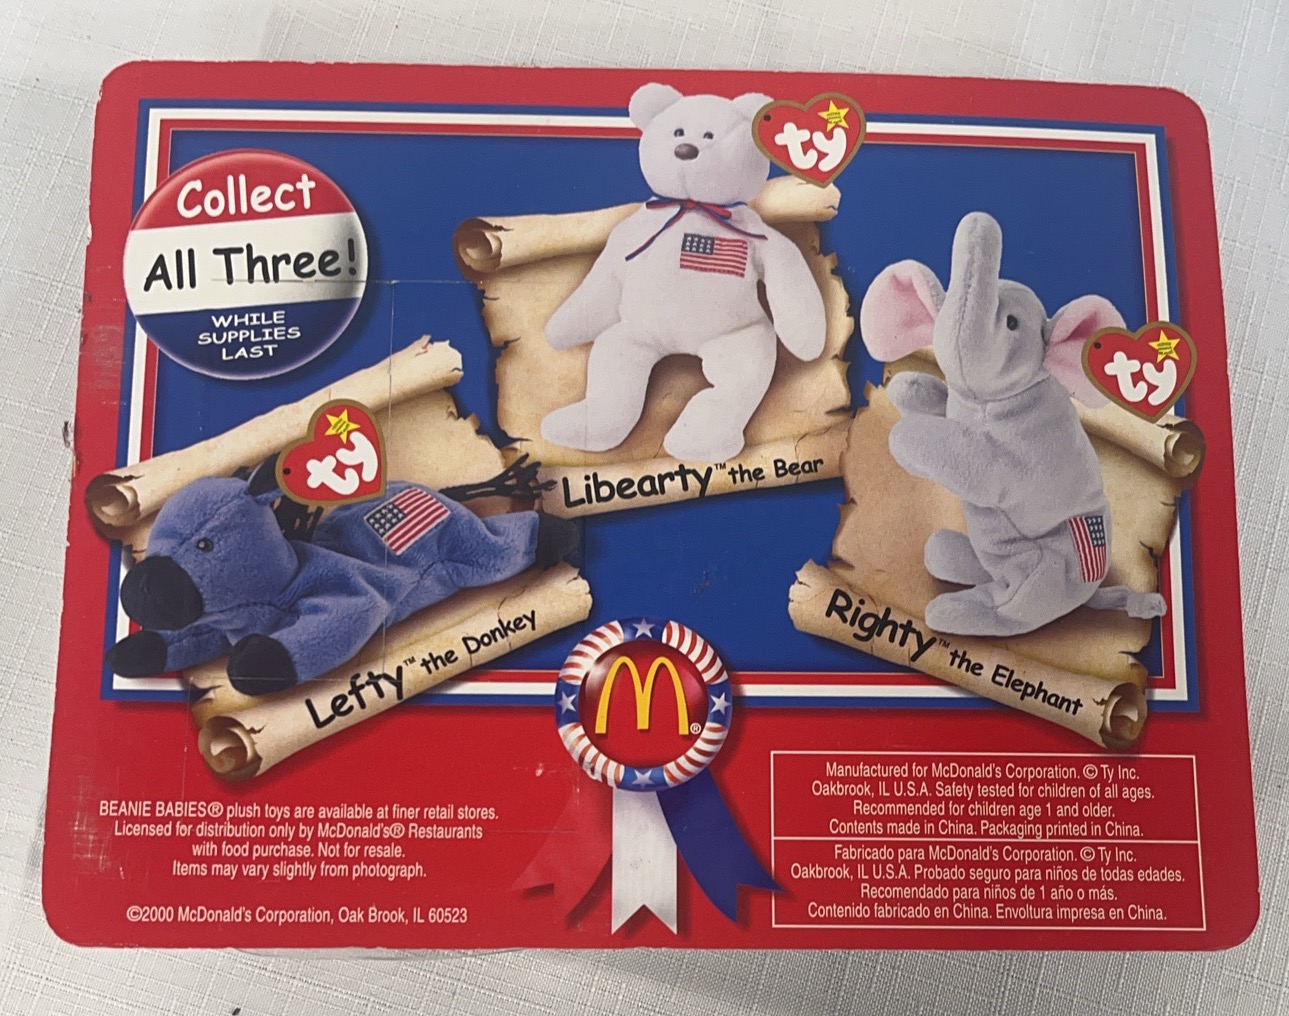 Collect
All Three!
WHILE
SUPPLIES
LAST
ty
ty
ty
Libearty™ the Bear
Lefty™ the Donkey
Righty™ the Elephant
M®
BEANIE BABIES® plush toys are available at finer retail stores.
Licensed for distribution only by McDonald's® Restaurants
with food purchase. Not for resale.
Items may vary slightly from photograph.
©2000 McDonald's Corporation, Oak Brook, IL 60523
Manufactured for McDonald's Corporation. © Ty Inc.
Oakbrook, IL U.S.A. Safety tested for children of all ages.
Recommended for children age 1 and older.
Contents made in China. Packaging printed in China.
Fabricado para McDonald's Corporation. © Ty Inc.
Oakbrook, IL U.S.A. Probado seguro para niños de todas edades.
Recomendado para niños de 1 año o más.
Contenido fabricado en China. Envoltura impresa en China.